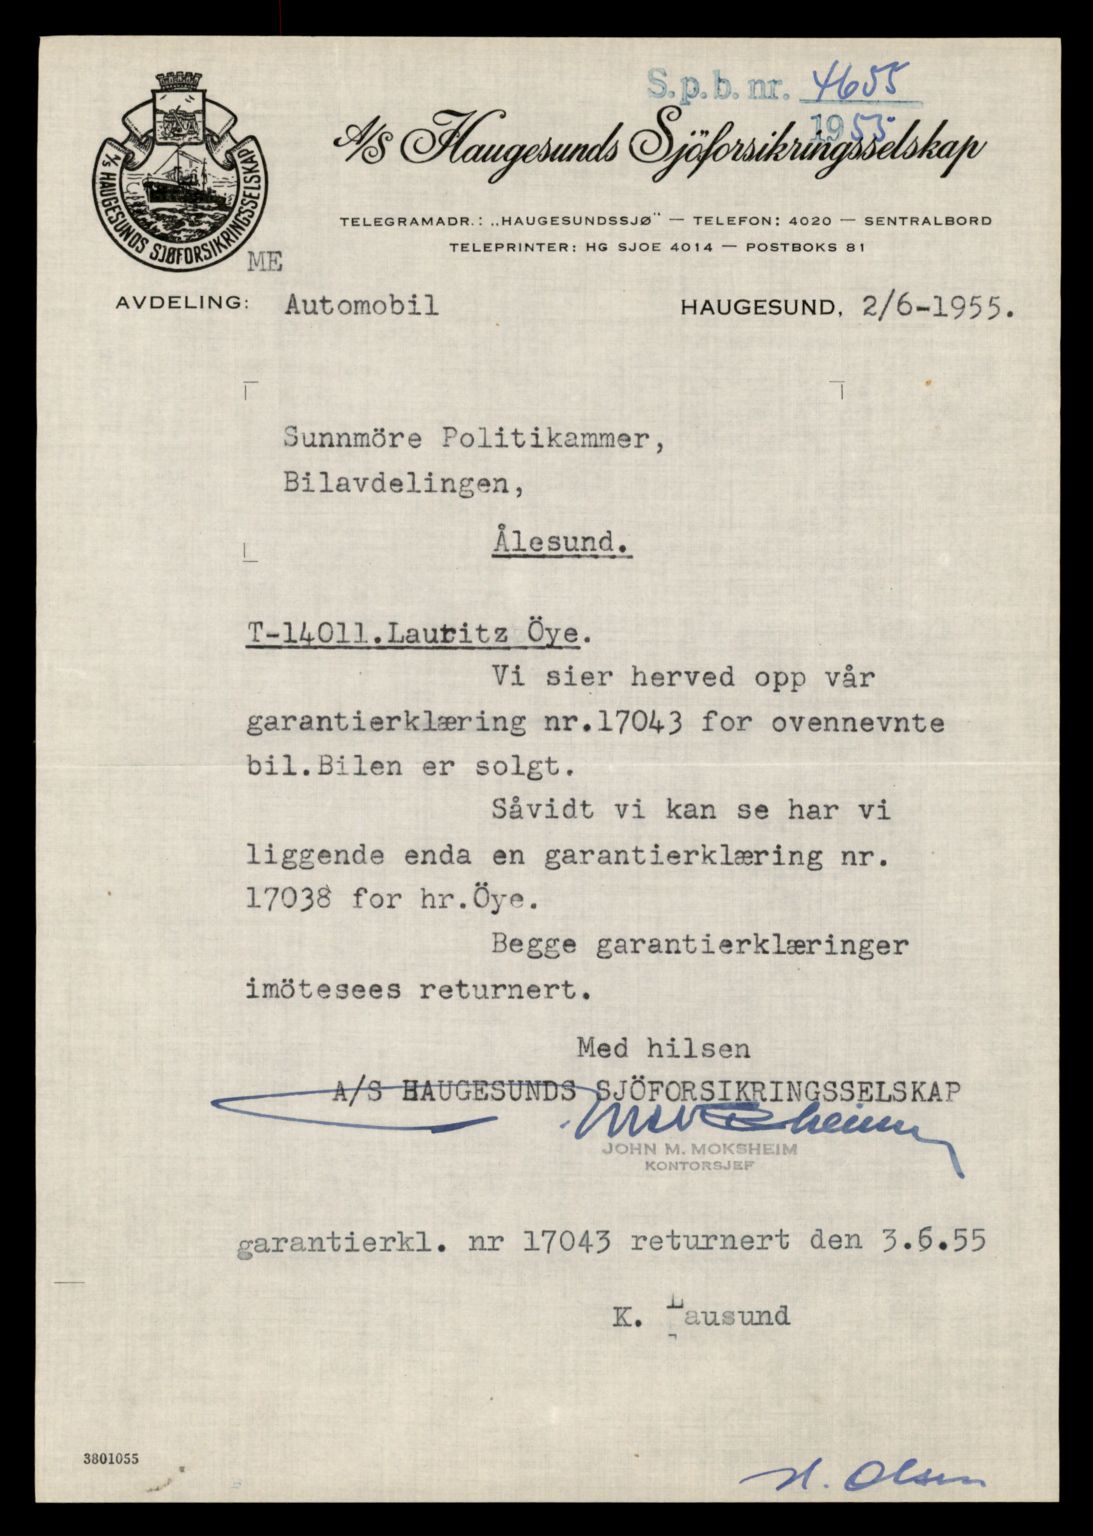 S.p.b. nr. 4655
1955
A/S Haugesunds Sjöforsikringsselskap
A/S HAUGESUNDS SJØFORSIKRINGSSELSKAP
TELEGRAMADR.: „HAUGESUNDSSJØ" — TELEFON: 4020 — SENTRALBORD
TELEPRINTER: HG SJOE 4014 — POSTBOKS 81
ME
AVDELING: Automobil HAUGESUND, 2/6-1955.
Sunnmöre Politikammer,
Bilavdelingen,
Ålesund.
T-14011.Lauritz Öye.
Vi sier herved opp vår
garantierklæring nr.17043 for ovennevnte
bil.Bilen er solgt.
Såvidt vi kan se har vi
liggende enda en garantierklæring nr.
17038 for hr.Öye.
Begge garantierklæringer
imötesees returnert.
Med hilsen
A/S HAUGESUNDS SJÖFORSIKRINGSSELSKAP
JOHN M. MOKSHEIM
KONTORSJEF
garantierkl. nr 17043 returnert den 3.6.55
K. Lausund
3801055
H. Olsen